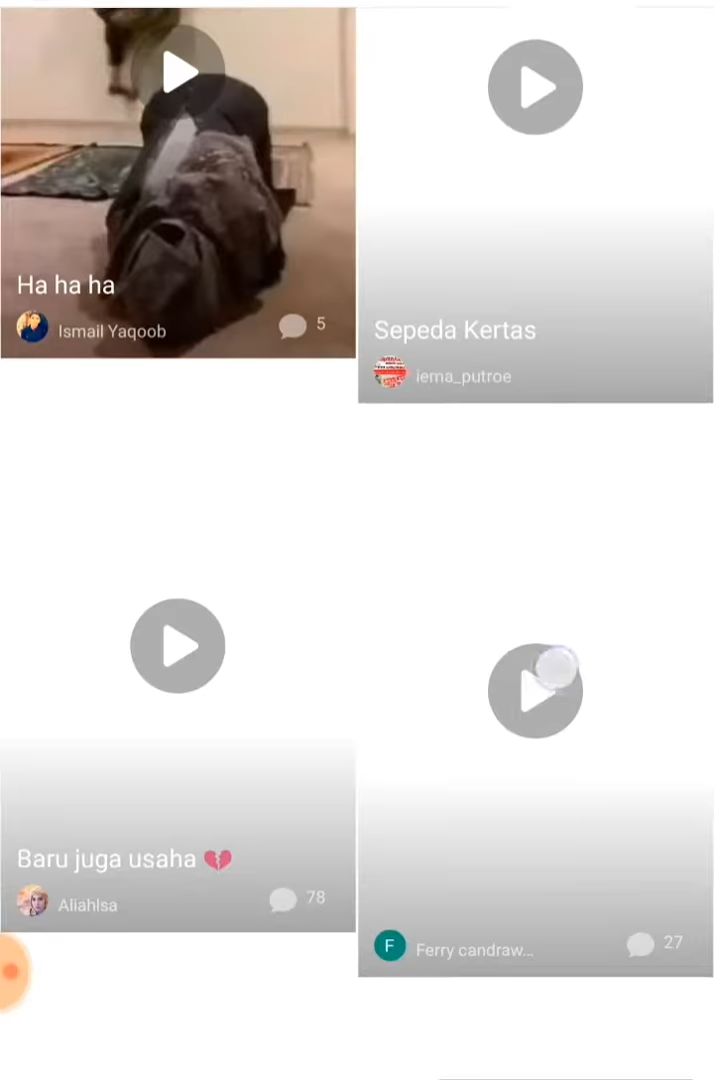 Ha ha ha
Ismail Yaqoob
5
Sepeda Kertas
iema_putroe
Baru juga usaha 💔
Aliahlsa
78
F
Ferry candraw...
27